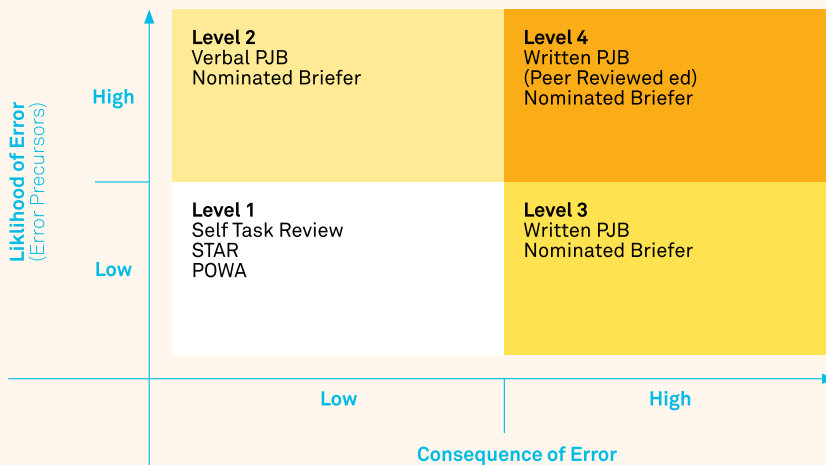 Liklihood of Error
(Error Precursors)
High
Low
Level 2
Verbal PJB
Nominated Briefer
Level 4
Written PJB
(Peer Reviewed ed)
Nominated Briefer
Level 1
Self Task Review
STAR
POWA
Level 3
Written PJB
Nominated Briefer
Low
High
Consequence of Error